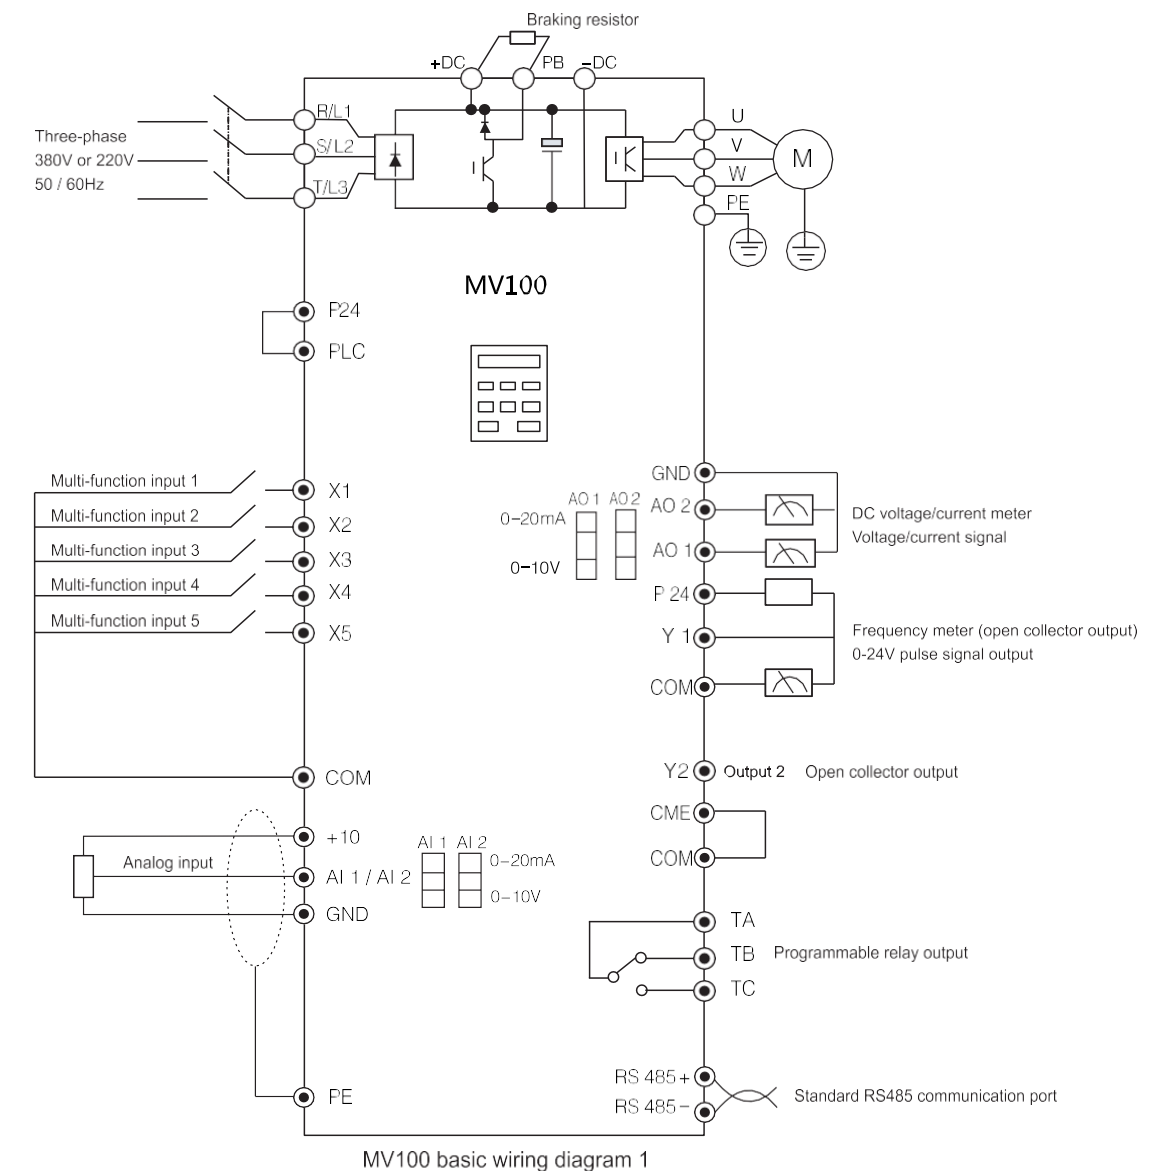 Braking resistor
+DC
PB
−DC
R/L1
S/L2
T/L3
Three-phase
380V or 220V
50 / 60Hz
U
V
W
PE
M
MV100
P24
PLC
Multi-function input 1
X1
Multi-function input 2
X2
Multi-function input 3
X3
Multi-function input 4
X4
Multi-function input 5
X5
COM
GND
AO 1
AO 2
AO 2
0–20mA
0–10V
AO 1
DC voltage/current meter
Voltage/current signal
P 24
Y 1
Frequency meter (open collector output)
0-24V pulse signal output
COM
Y2
Output 2
Open collector output
CME
COM
+10
Analog input
AI 1 / AI 2
GND
AI 1
AI 2
0–20mA
0–10V
TA
TB
Programmable relay output
TC
PE
RS 485+
RS 485−
Standard RS485 communication port
MV100 basic wiring diagram 1